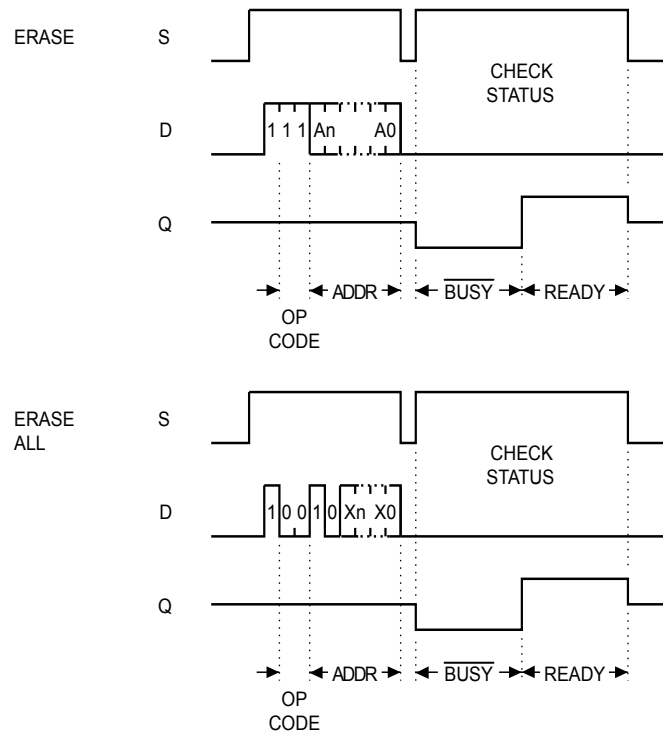 ERASE S
CHECK
STATUS
D 1 1 1 An A0
Q
ADDR BUSY READY
OP
CODE
ERASE
ALL S
CHECK
STATUS
D 1 0 0 1 0 Xn X0
Q
ADDR BUSY READY
OP
CODE